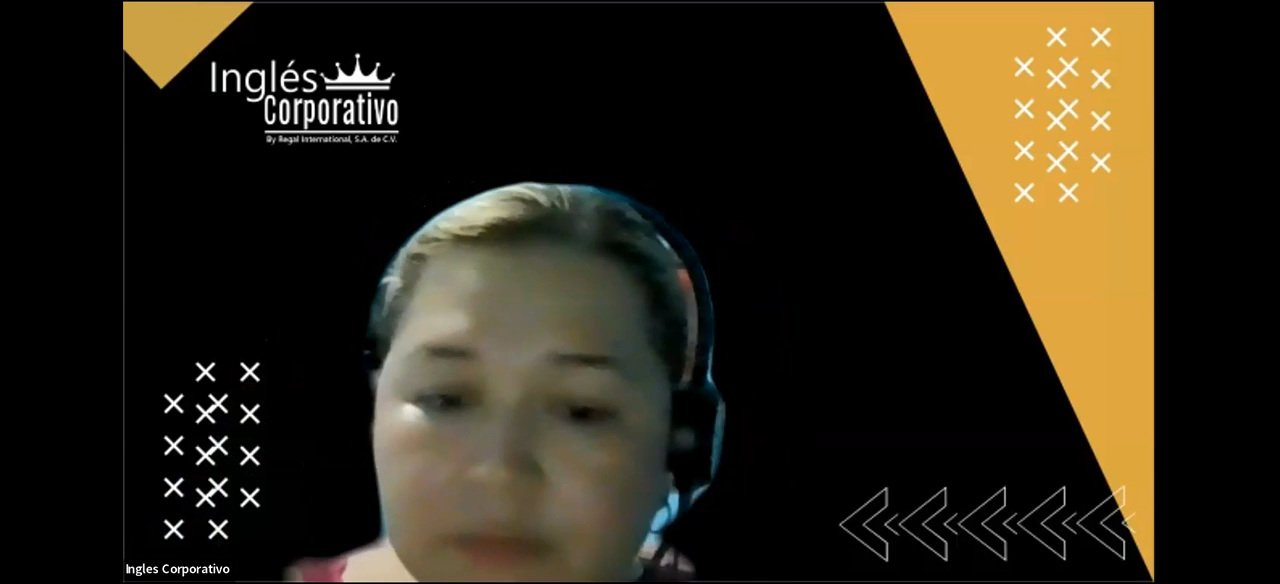 Inglés
Corporativo
By Regal International, S.A. de C.V.
Ingles Corporativo